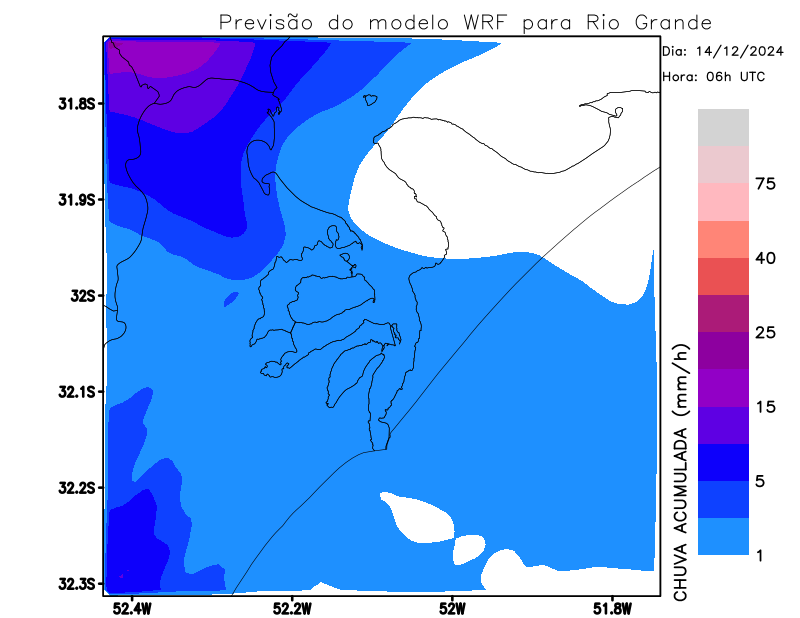 Previsão do modelo WRF para Rio Grande
Dia: 14/12/2024
Hora: 06h UTC
31.8S
31.9S
32S
32.1S
32.2S
32.3S
52.4W
52.2W
52W
51.8W
75
40
25
15
5
1
CHUVA ACUMULADA (mm/h)